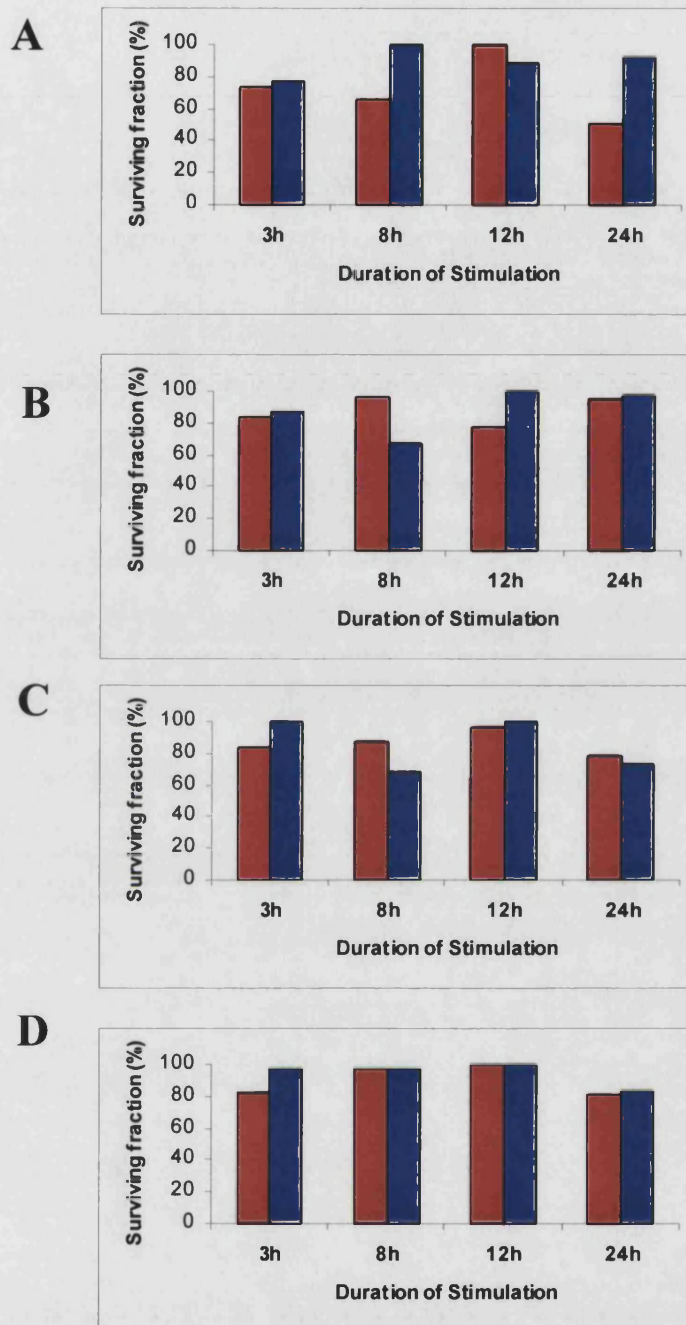 A
Surviving fraction (%)
100
80
60
40
20
0
3h 8h 12h 24h
Duration of Stimulation
B
Surviving fraction (%)
100
80
60
40
20
0
3h 8h 12h 24h
Duration of Stimulation
C
Surviving fraction (%)
100
80
60
40
20
0
3h 8h 12h 24h
Duration of Stimulation
D
Surviving fraction (%)
100
80
60
40
20
0
3h 8h 12h 24h
Duration of Stimulation